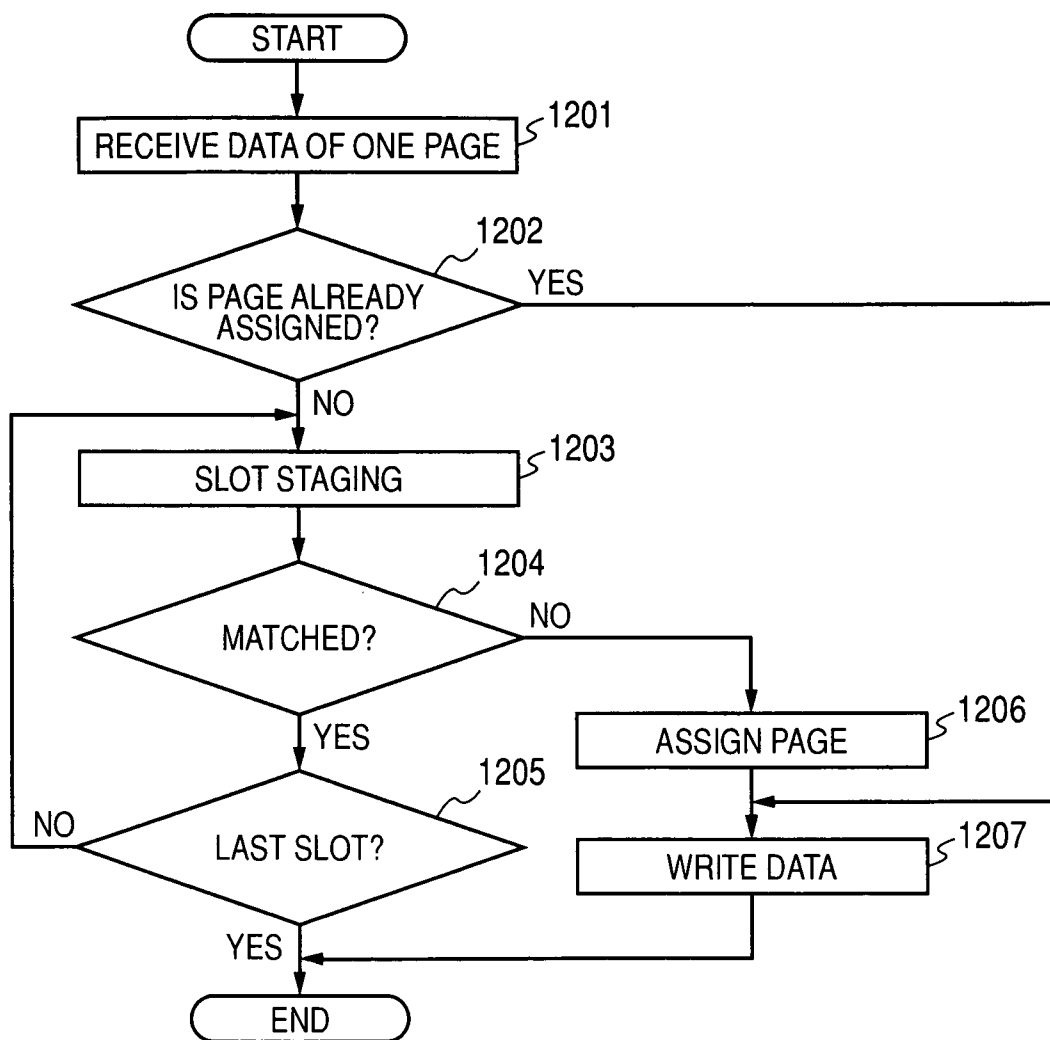 START
1201
RECEIVE DATA OF ONE PAGE
1202
IS PAGE ALREADY
ASSIGNED?
YES
NO
1203
SLOT STAGING
1204
MATCHED?
NO
YES
1206
ASSIGN PAGE
1205
LAST SLOT?
NO
1207
WRITE DATA
YES
END